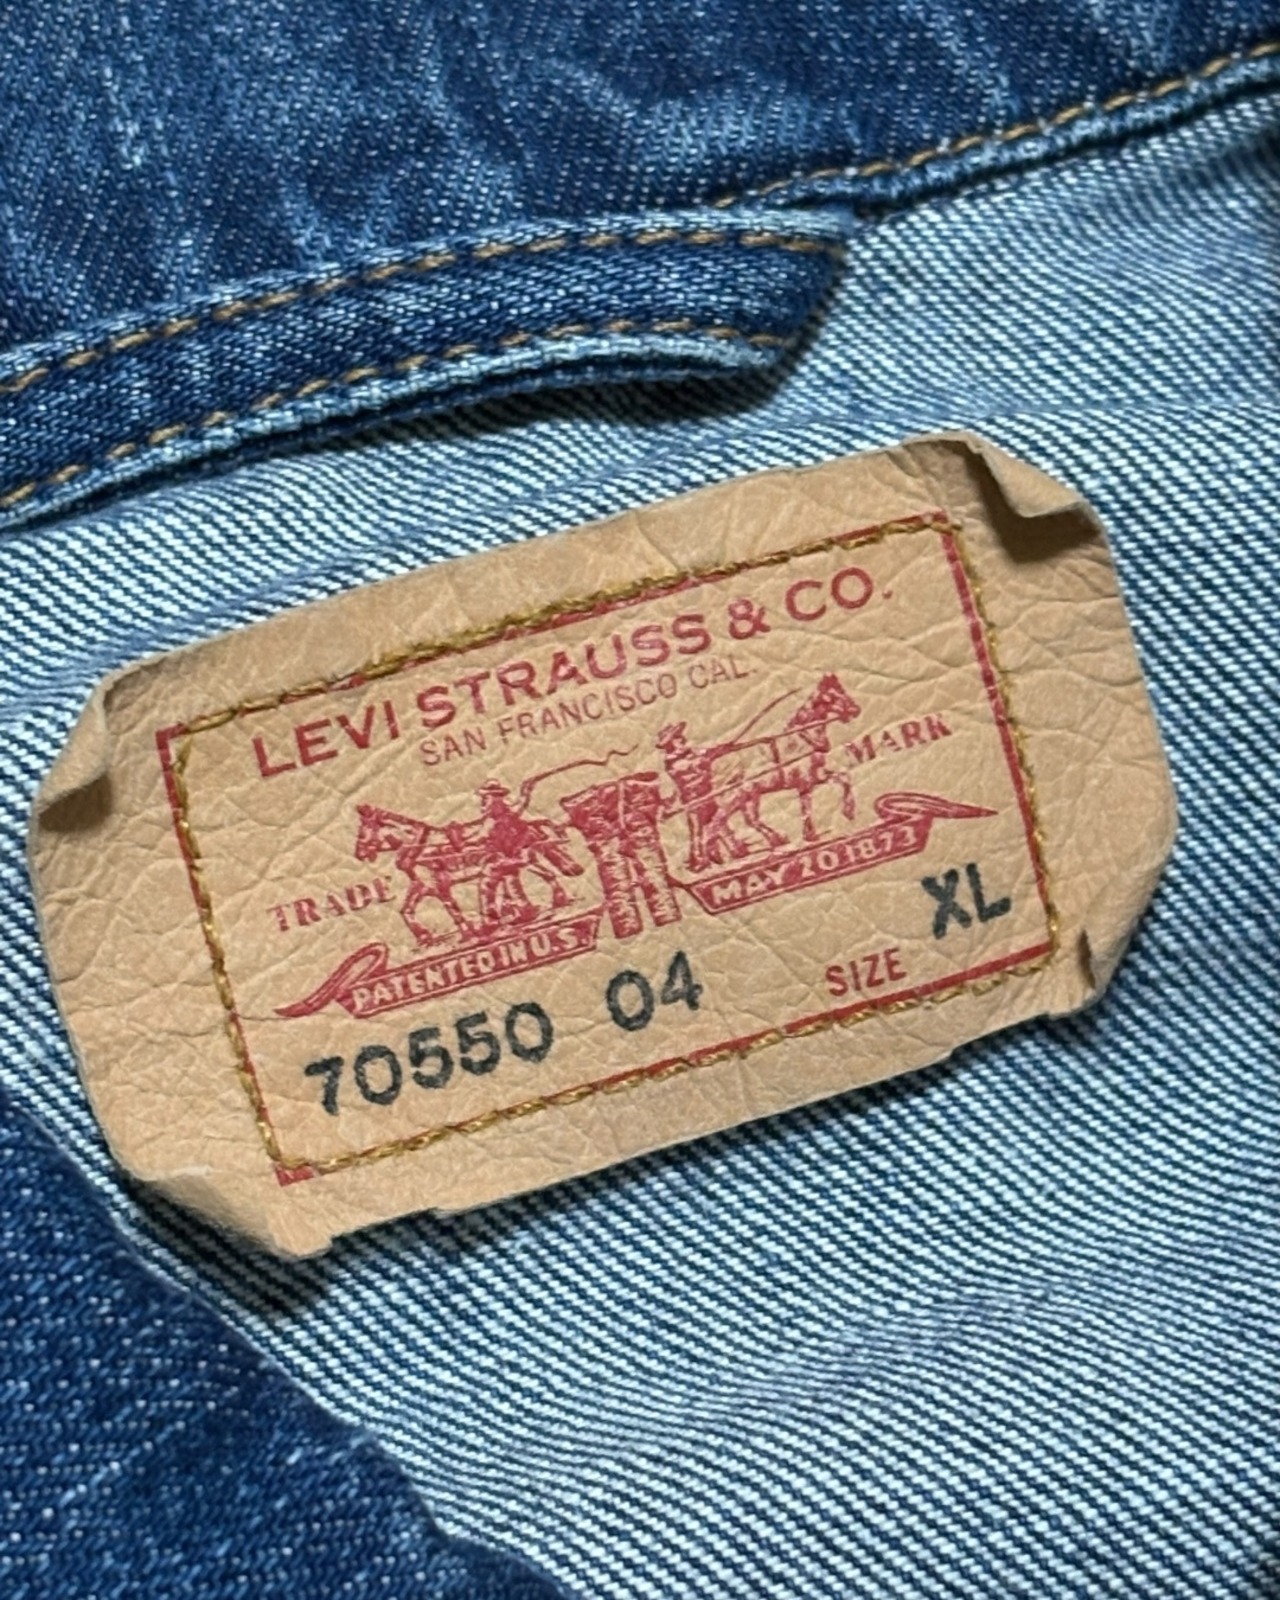 LEVI STRAUSS & CO.
SAN FRANCISCO CAL.
TRADE MARK
PATENTED IN U.S. MAY 20 1873
70550 04 SIZE XL